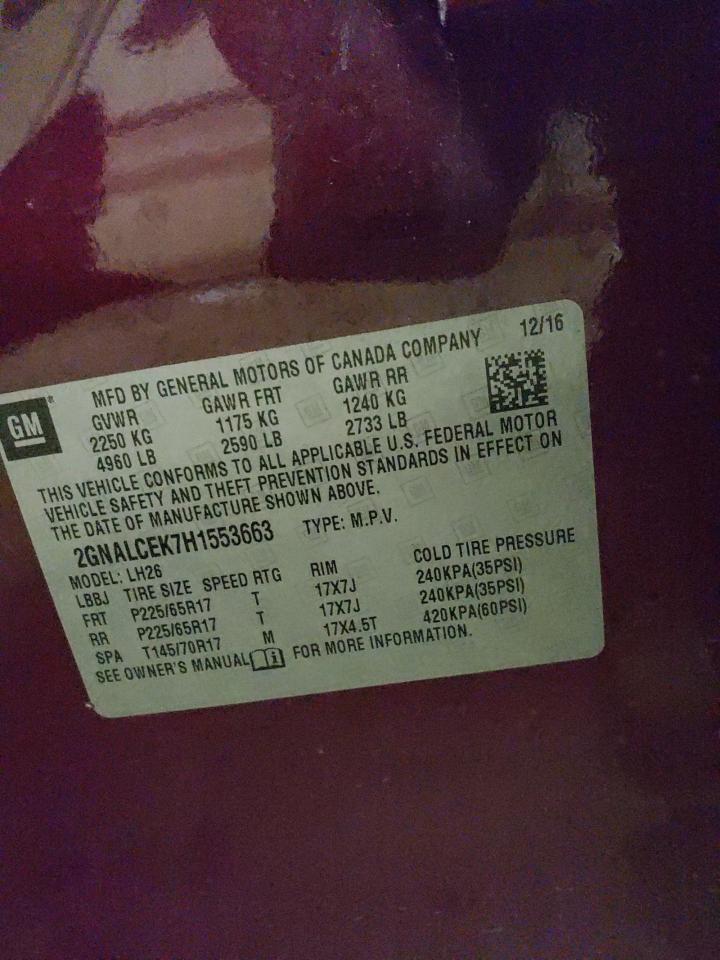 12/16
MFD BY GENERAL MOTORS OF CANADA COMPANY
GM®
GVWR GAWR FRT GAWR RR
2250 KG 1175 KG 1240 KG
4960 LB 2590 LB 2733 LB
THIS VEHICLE CONFORMS TO ALL APPLICABLE U.S. FEDERAL MOTOR
VEHICLE SAFETY AND THEFT PREVENTION STANDARDS IN EFFECT ON
THE DATE OF MANUFACTURE SHOWN ABOVE.
2GNALCEK7H1553663 TYPE: M.P.V.
MODEL: LH26
LBBJ TIRE SIZE SPEED RTG RIM COLD TIRE PRESSURE
FRT P225/65R17 T 17X7J 240KPA(35PSI)
RR P225/65R17 T 17X7J 240KPA(35PSI)
SPA T145/70R17 M 17X4.5T 420KPA(60PSI)
SEE OWNER'S MANUAL FOR MORE INFORMATION.